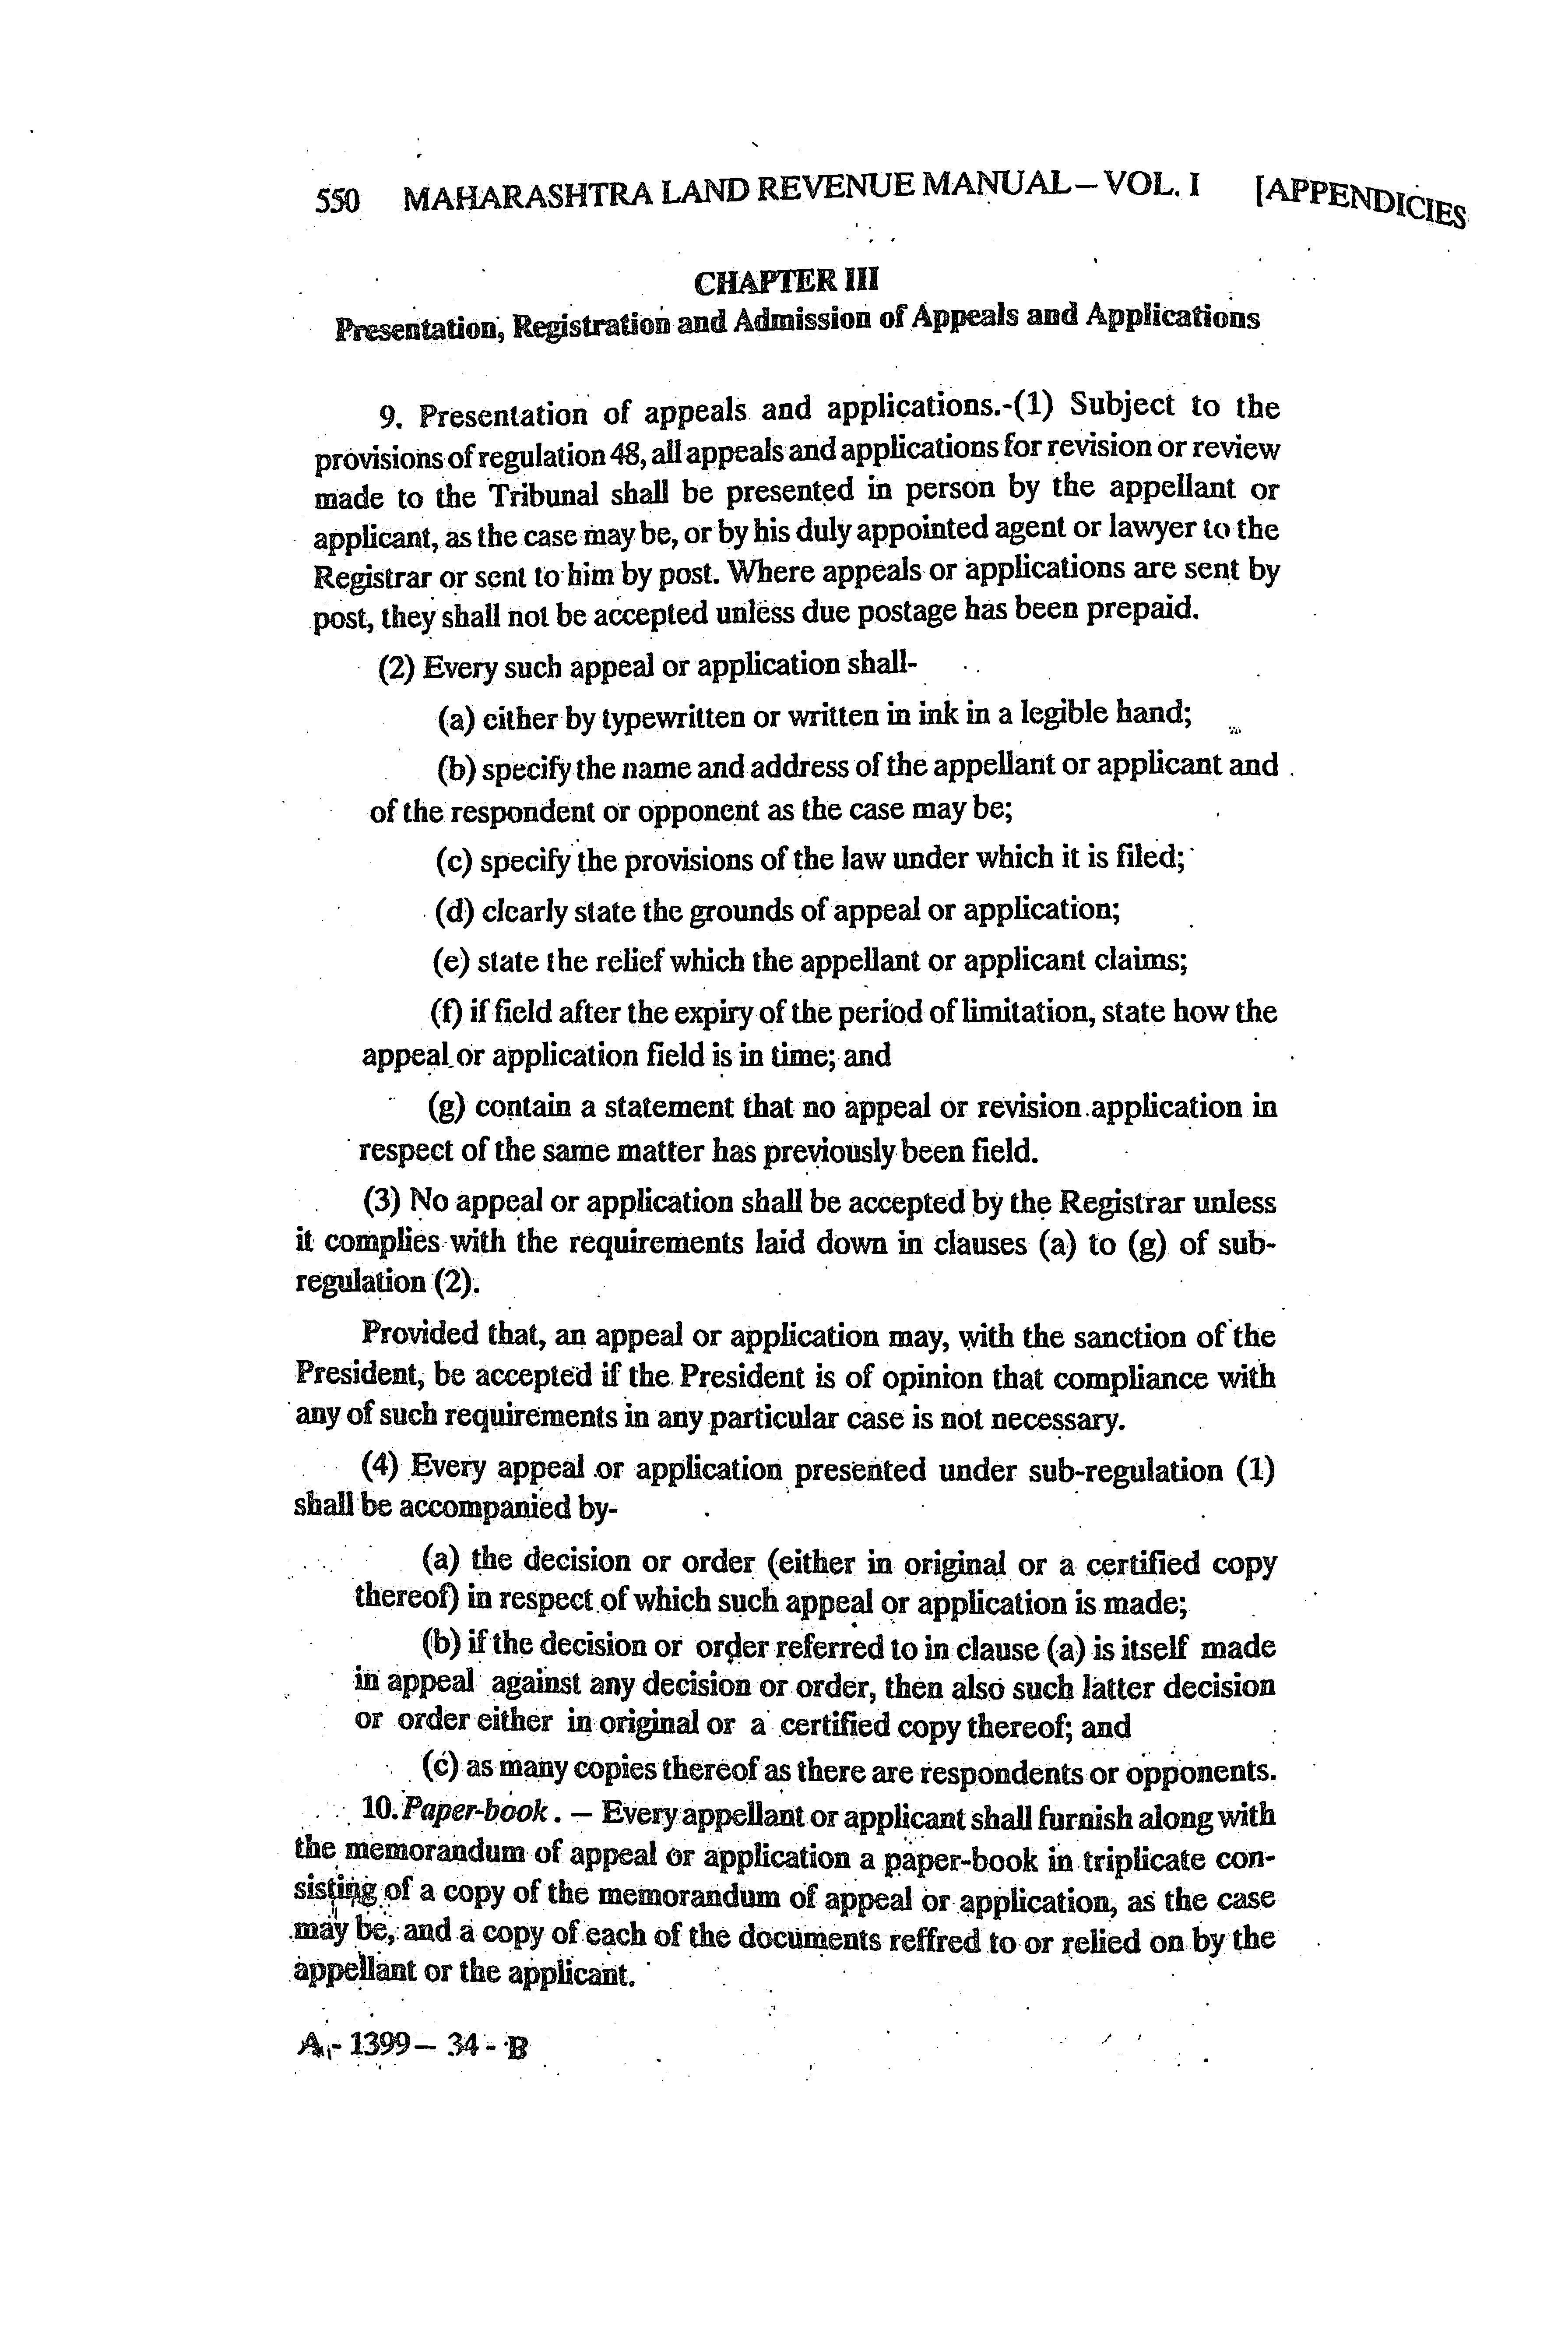 550 MAHARASHTRA LAND REVENUE MANUAL – VOL. I [APPENDICIES
CHAPTER III
Presentation, Registration and Admission of Appeals and Applications
9. Presentation of appeals and applications.-(1) Subject to the
provisions of regulation 48, all appeals and applications for revision or review
made to the Tribunal shall be presented in person by the appellant or
applicant, as the case may be, or by his duly appointed agent or lawyer to the
Registrar or sent to him by post. Where appeals or applications are sent by
post, they shall not be accepted unless due postage has been prepaid.
(2) Every such appeal or application shall-
(a) either by typewritten or written in ink in a legible hand;
(b) specify the name and address of the appellant or applicant and
of the respondent or opponent as the case may be;
(c) specify the provisions of the law under which it is filed;
(d) clearly state the grounds of appeal or application;
(e) state the relief which the appellant or applicant claims;
(f) if field after the expiry of the period of limitation, state how the
appeal or application field is in time; and
(g) contain a statement that no appeal or revision application in
respect of the same matter has previously been field.
(3) No appeal or application shall be accepted by the Registrar unless
it complies with the requirements laid down in clauses (a) to (g) of sub-
regulation (2).
Provided that, an appeal or application may, with the sanction of the
President, be accepted if the President is of opinion that compliance with
any of such requirements in any particular case is not necessary.
(4) Every appeal or application presented under sub-regulation (1)
shall be accompanied by-
(a) the decision or order (either in original or a certified copy
thereof) in respect of which such appeal or application is made;
(b) if the decision or order referred to in clause (a) is itself made
in appeal against any decision or order, then also such latter decision
or order either in original or a certified copy thereof; and
(c) as many copies thereof as there are respondents or opponents.
10. Paper-book . – Every appellant or applicant shall furnish along with
the memorandum of appeal or application a paper-book in triplicate con-
sisting of a copy of the memorandum of appeal or application, as the case
may be, and a copy of each of the documents reffred to or relied on by the
appellant or the applicant.
A - 1399 – 34 - B